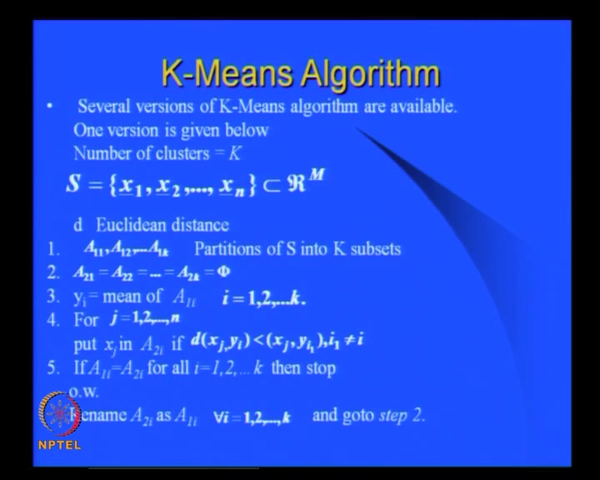 K-Means Algorithm
• Several versions of K-Means algorithm are available.
One version is given below
Number of clusters = K
S = {x₁, x₂,..., xₙ} ⊂ ℜᴹ
d Euclidean distance
1. A₁₁,A₁₂,...A₁ₖ Partitions of S into K subsets
2. A₂₁ = A₂₂ = ... = A₂ₖ = Φ
3. yᵢ = mean of A₁ᵢ i = 1,2,...k.
4. For j = 1,2,...,n
put xⱼ in A₂ᵢ if d(xⱼ,yᵢ) < (xⱼ, yᵢ₁), i₁ ≠ i
5. If A₁ᵢ=A₂ᵢ for all i=1,2,... k then stop
o.w.
Rename A₂ᵢ as A₁ᵢ ∀i = 1,2,...,k and goto step 2.
NPTEL